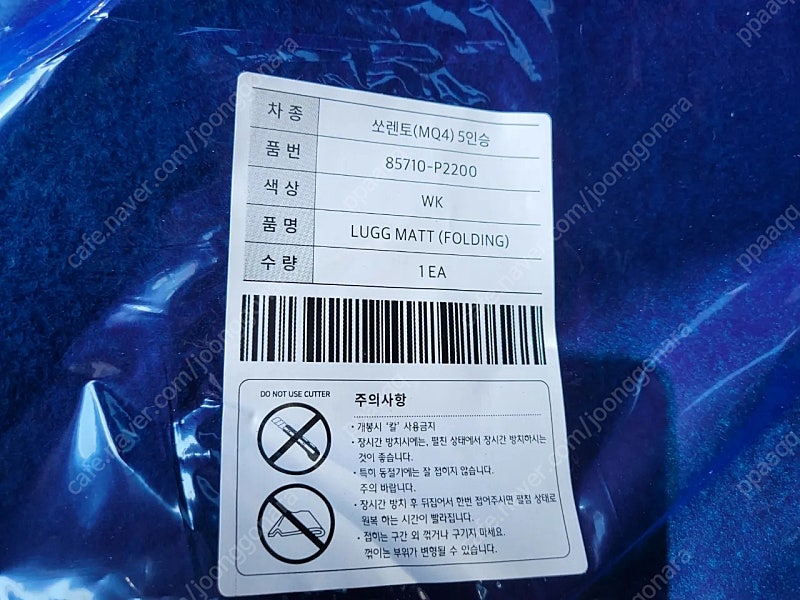 차종 쏘렌토(MQ4) 5인승
품번 85710-P2200
색상 WK
품명 LUGG MATT (FOLDING)
수량 1 EA
DO NOT USE CUTTER
주의사항
· 개봉시 '칼' 사용금지
· 장시간 방치시에는, 펼친 상태에서 장시간 방치하시는
것이 좋습니다.
· 특히 동절기에는 잘 접히지 않습니다.
주의 바랍니다.
· 장시간 방치 후 뒤집어서 한번 접어주시면 펼침 상태로
원복 하는 시간이 빨라집니다.
· 접히는 구간 외 꺾거나 구기지 마세요.
꺾이는 부위가 변형될 수 있습니다.
cafe.naver.com/joonggonara
ppaaqq